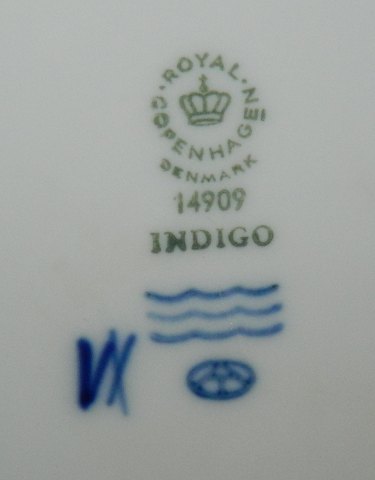 ROYAL
COPENHAGEN
DENMARK
14909
INDIGO